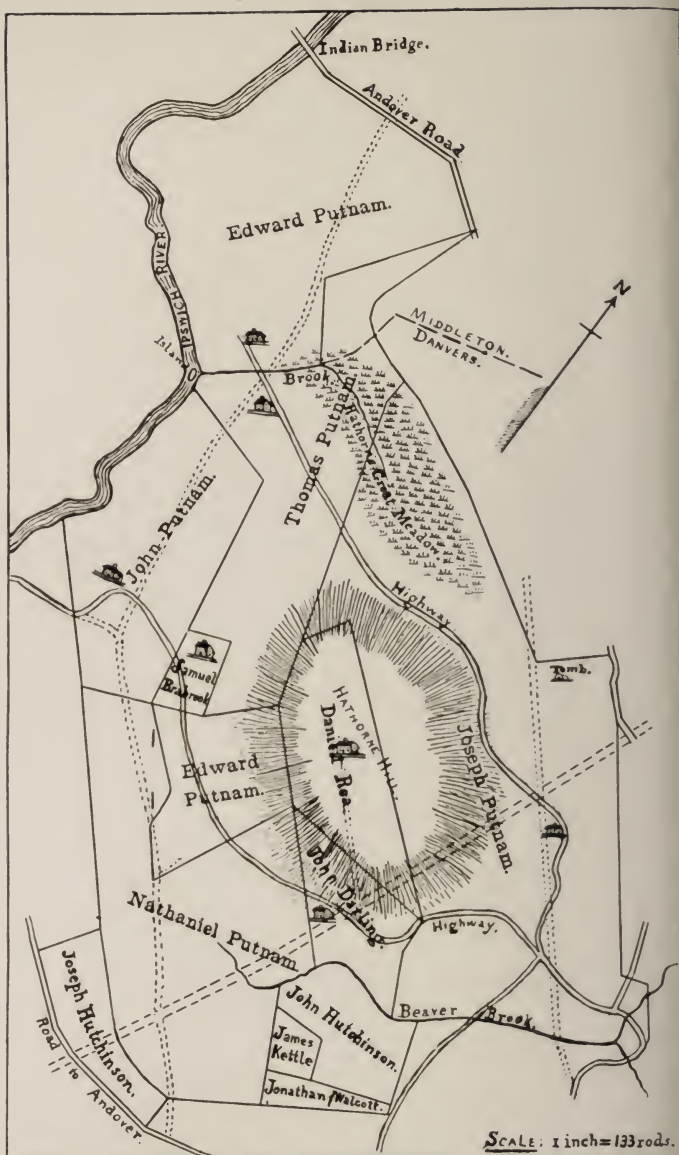 Indian Bridge.
Andover Road
Edward Putnam.
IPSWICH RIVER
Island
N
MIDDLETON.
DANVERS.
Brook.
Thomas Putnam.
Hathorne Great Meadow.
John Putnam.
Highway
Samuel
Brabrook
Tomb.
HATHORNE HILL.
Daniel Rea.
Joseph Putnam.
Edward
Putnam.
John Darling.
Nathaniel Putnam
Highway.
Joseph Hutchinson.
John Hutchinson.
Beaver Brook.
James
Kettle
Jonathan Walcott.
Road to Andover.
SCALE: 1 inch=133 rods.